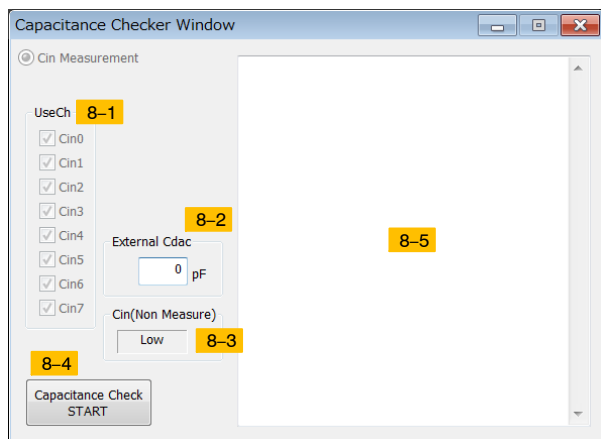 Capacitance Checker Window
Cin Measurement
UseCh 8–1
Cin0
Cin1
Cin2
Cin3
Cin4
Cin5
Cin6
Cin7
8–2
External Cdac
0 pF
Cin(Non Measure)
Low 8–3
8–4
Capacitance Check
START
8–5